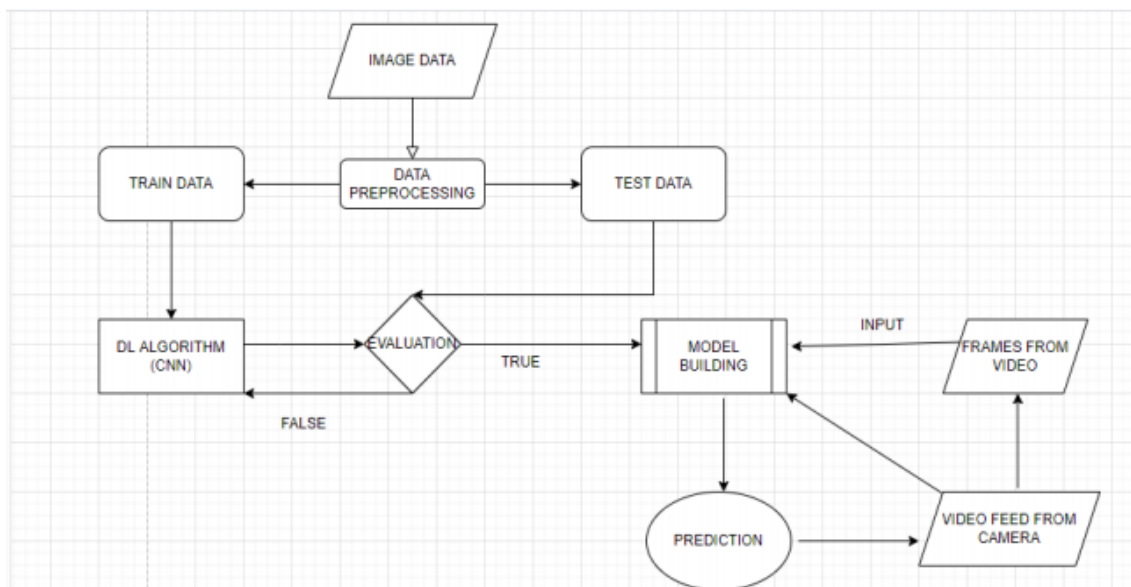 IMAGE DATA
TRAIN DATA
DATA
PREPROCESSING
TEST DATA
DL ALGORITHM
(CNN)
EVALUATION
TRUE
FALSE
MODEL
BUILDING
INPUT
FRAMES FROM
VIDEO
PREDICTION
VIDEO FEED FROM
CAMERA